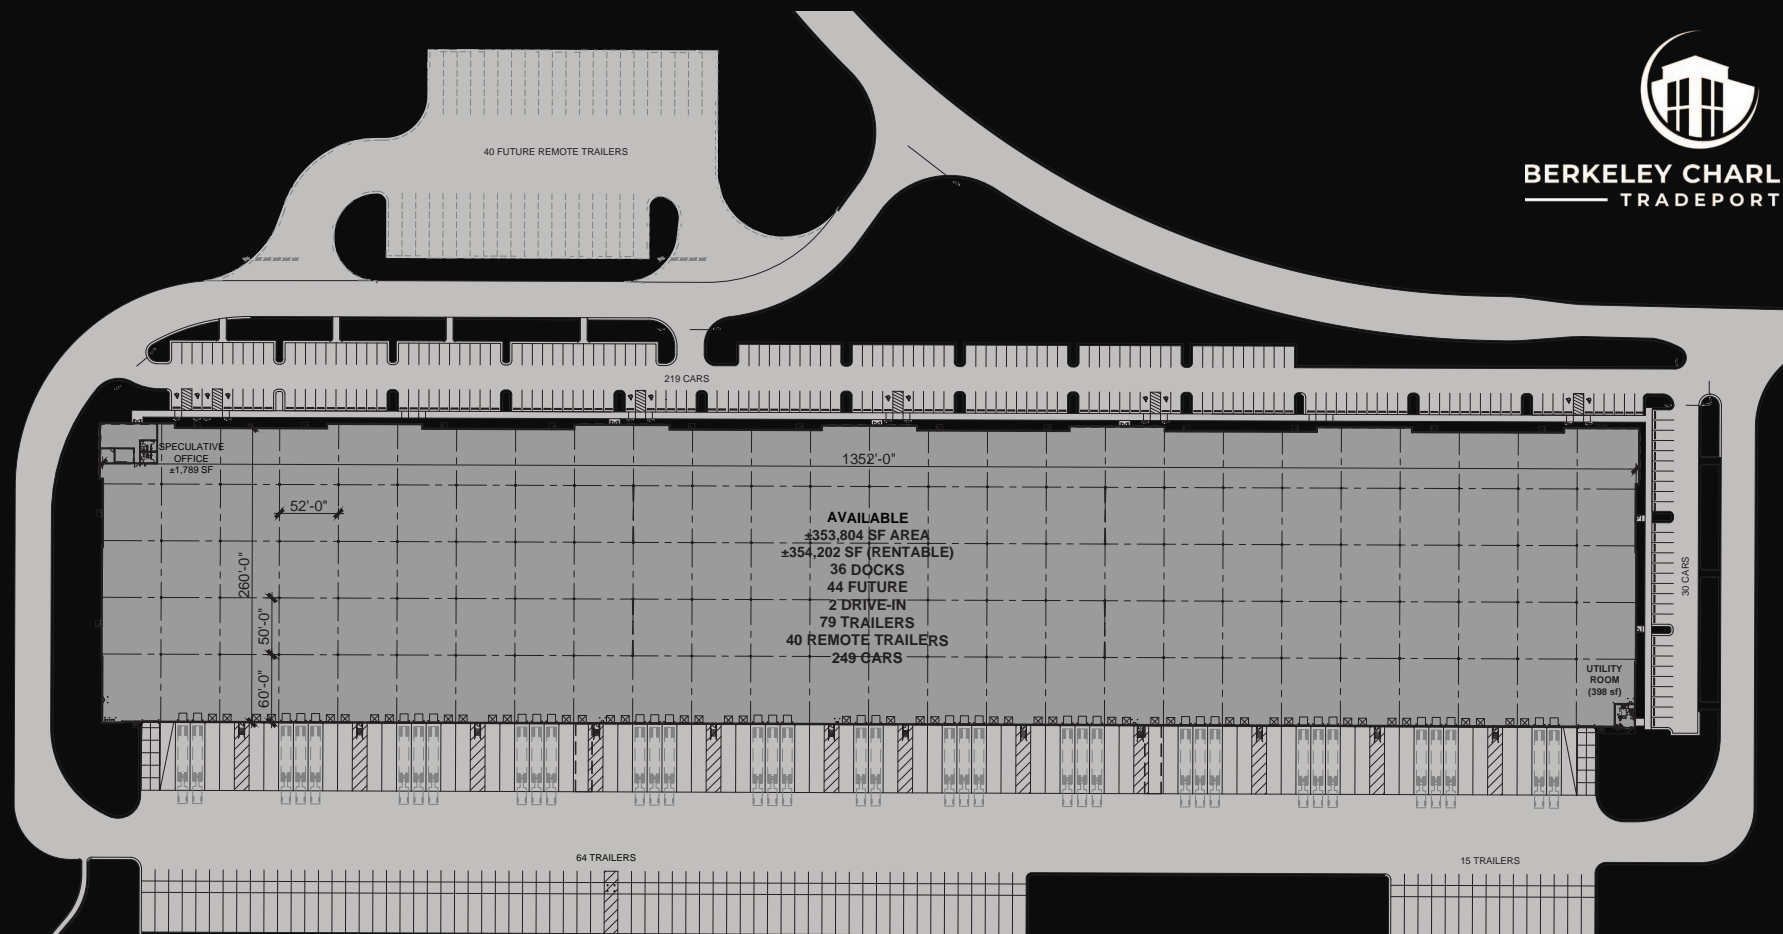 BERKELEY CHARL
TRADEPORT
40 FUTURE REMOTE TRAILERS
219 CARS
SPECULATIVE
OFFICE
±1,789 SF
1352'-0"
52'-0"
260'-0"
50'-0"
60'-0"
AVAILABLE
±353,804 SF AREA
±354,202 SF (RENTABLE)
36 DOCKS
44 FUTURE
2 DRIVE-IN
79 TRAILERS
40 REMOTE TRAILERS
249 CARS
30 CARS
UTILITY
ROOM
(398 sf)
64 TRAILERS
15 TRAILERS